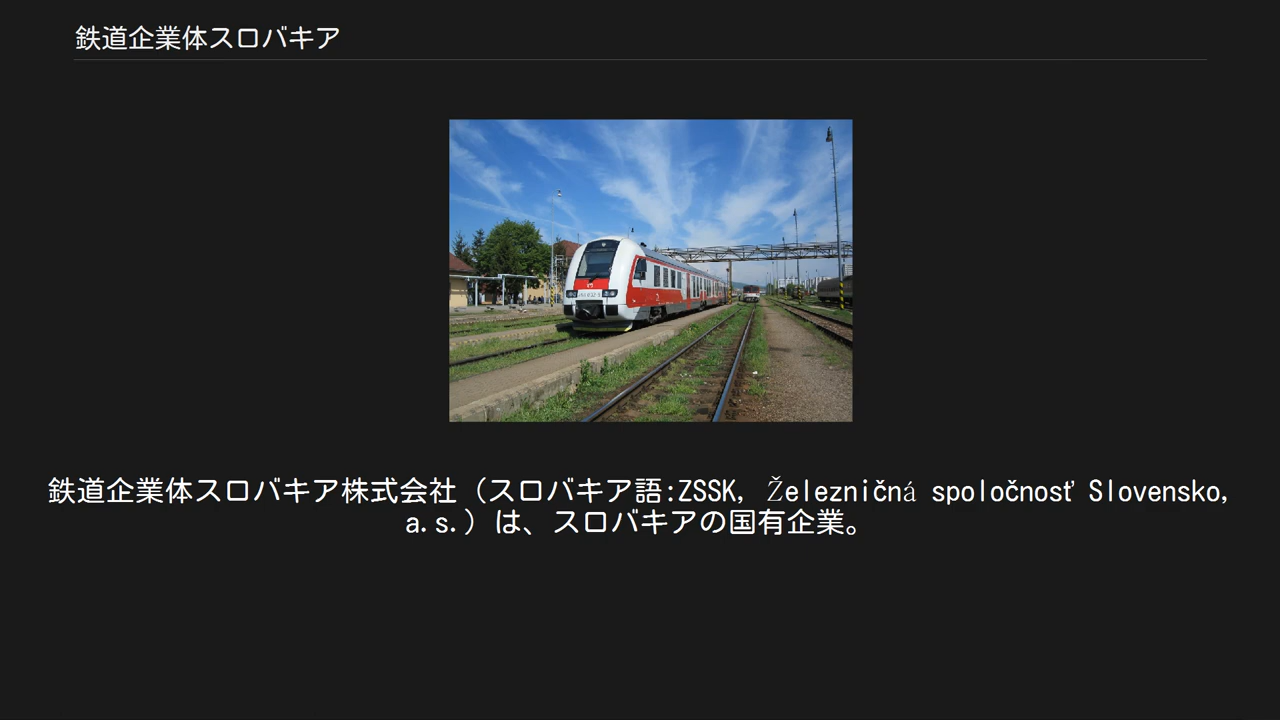 鉄道企業体スロバキア
鉄道企業体スロバキア株式会社（スロバキア語:ZSSK, Železničná spoločnosť Slovensko,
a.s.）は、スロバキアの国有企業。